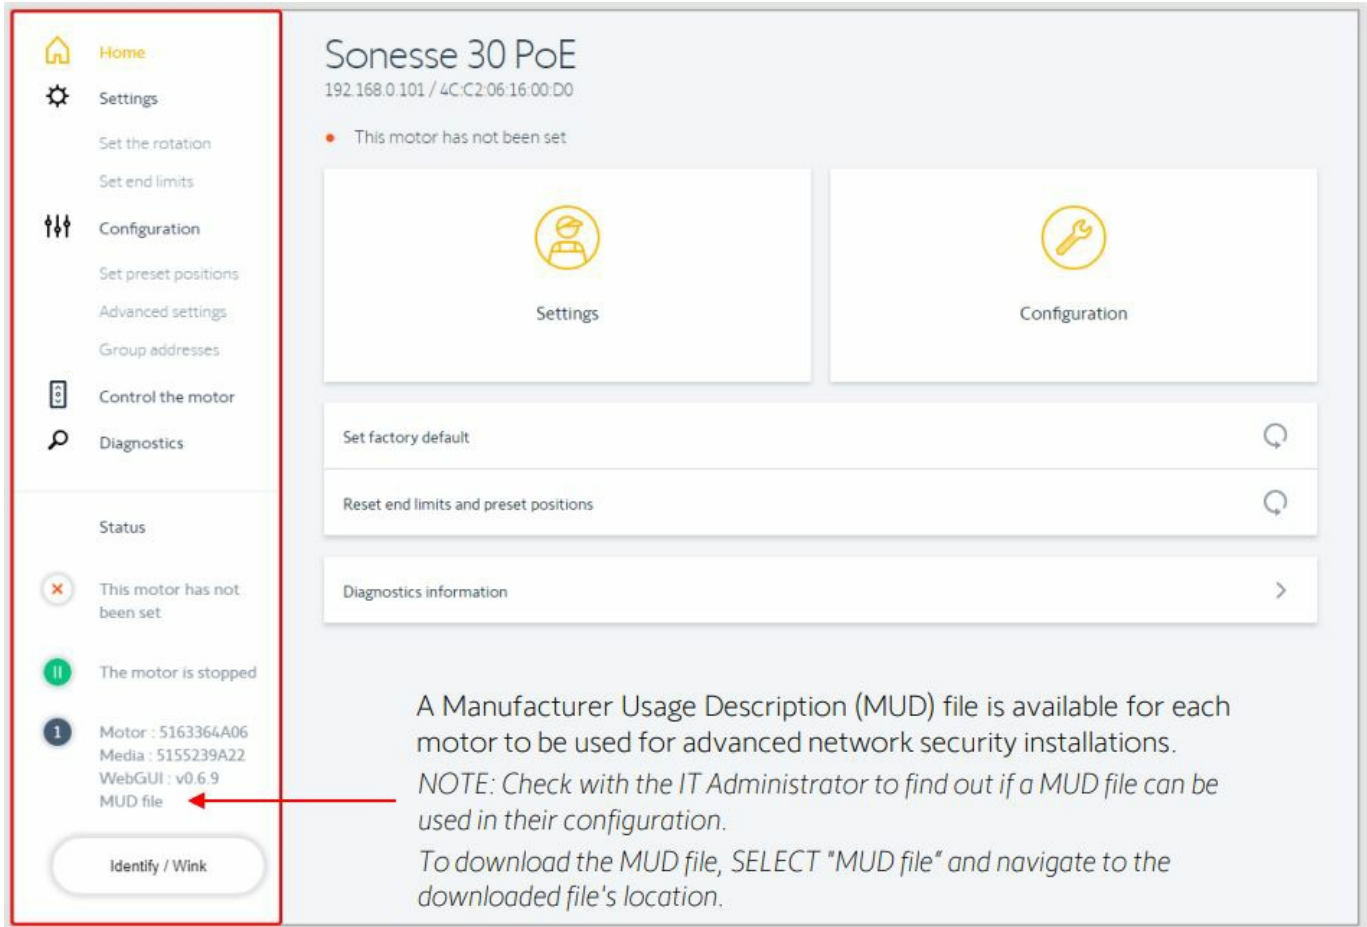 Home
Settings
Set the rotation
Set end limits
Configuration
Set preset positions
Advanced settings
Group addresses
Control the motor
Diagnostics
Status
This motor has not
been set
The motor is stopped
1
Motor : 5163364A06
Media : 5155239A22
WebGUI : v0.6.9
MUD file
Identify / Wink
Sonesse 30 PoE
192.168.0.101 / 4C:C2:06:16:00:D0
This motor has not been set
Settings
Configuration
Set factory default
Reset end limits and preset positions
Diagnostics information
A Manufacturer Usage Description (MUD) file is available for each
motor to be used for advanced network security installations.
NOTE: Check with the IT Administrator to find out if a MUD file can be
used in their configuration.
To download the MUD file, SELECT "MUD file" and navigate to the
downloaded file's location.